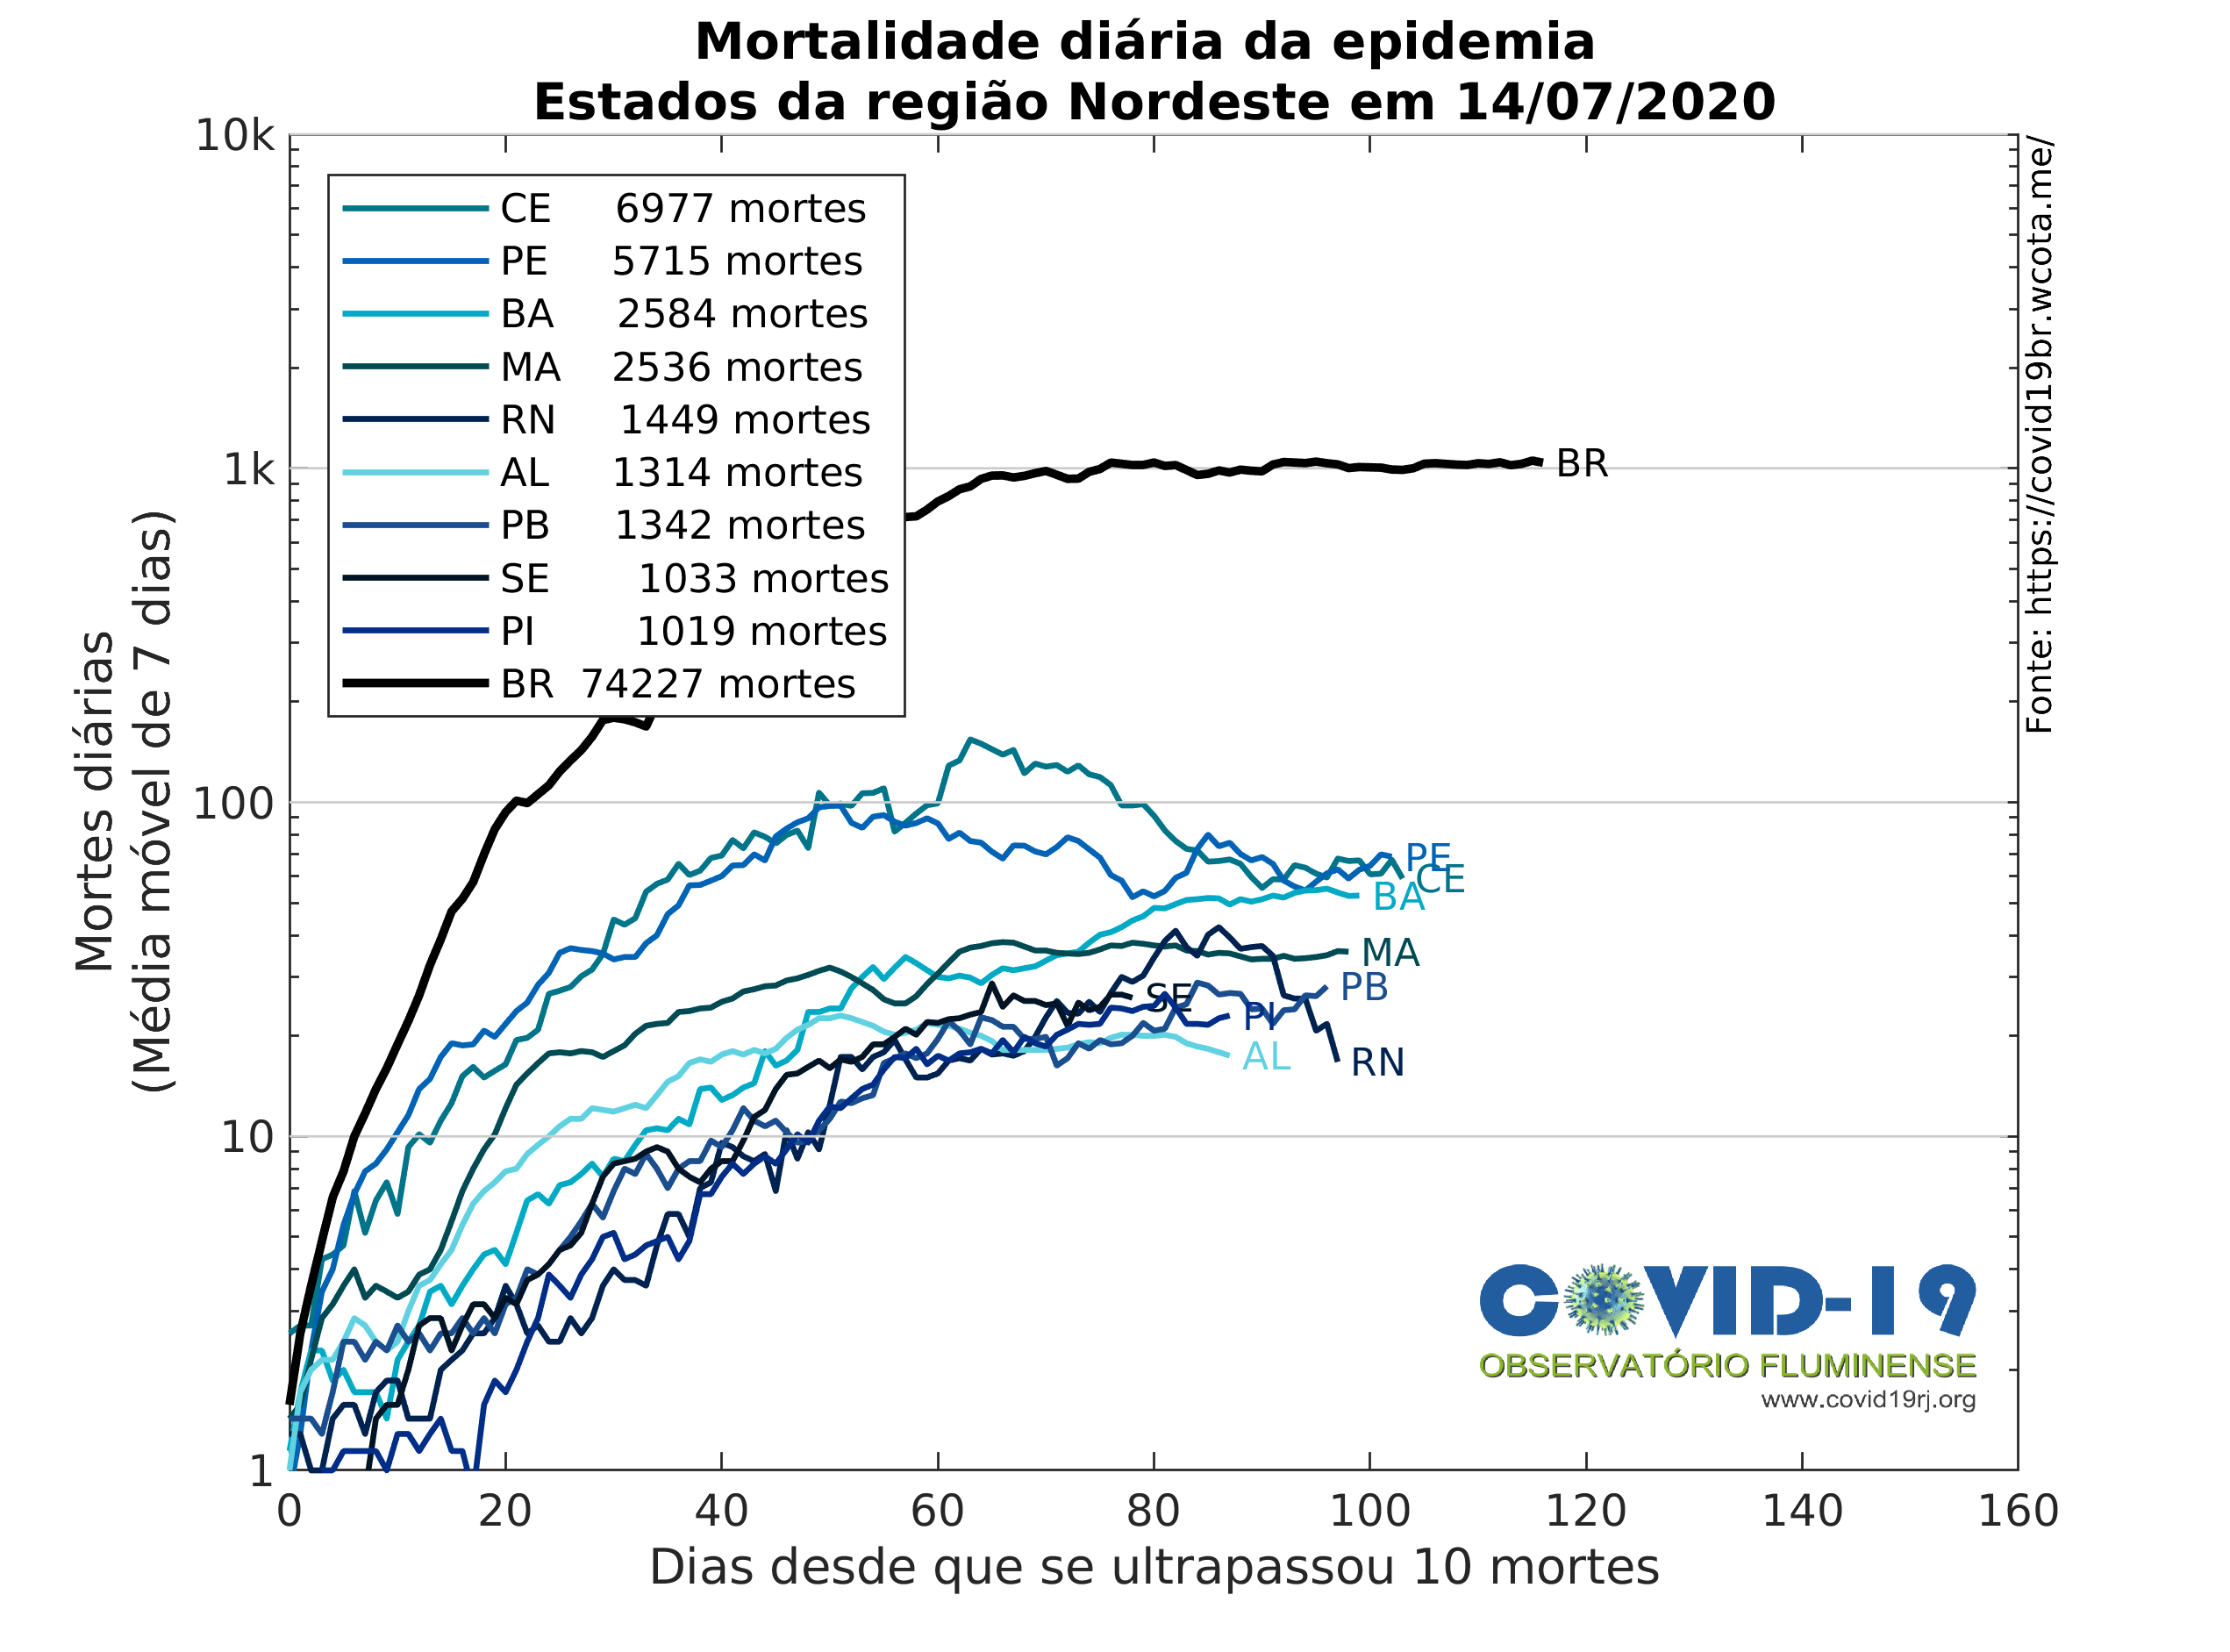 Mortalidade diária da epidemia
Estados da região Nordeste em 14/07/2020
10k
1k
100
10
1
Mortes diárias
(Média móvel de 7 dias)
CE 6977 mortes
PE 5715 mortes
BA 2584 mortes
MA 2536 mortes
RN 1449 mortes
AL 1314 mortes
PB 1342 mortes
SE 1033 mortes
PI 1019 mortes
BR 74227 mortes
BR
PE
CE
BA
MA
PB
SE
PI
AL
RN
Fonte: https://covid19br.wcota.me/
COVID-19
OBSERVATÓRIO FLUMINENSE
www.covid19rj.org
0 20 40 60 80 100 120 140 160
Dias desde que se ultrapassou 10 mortes